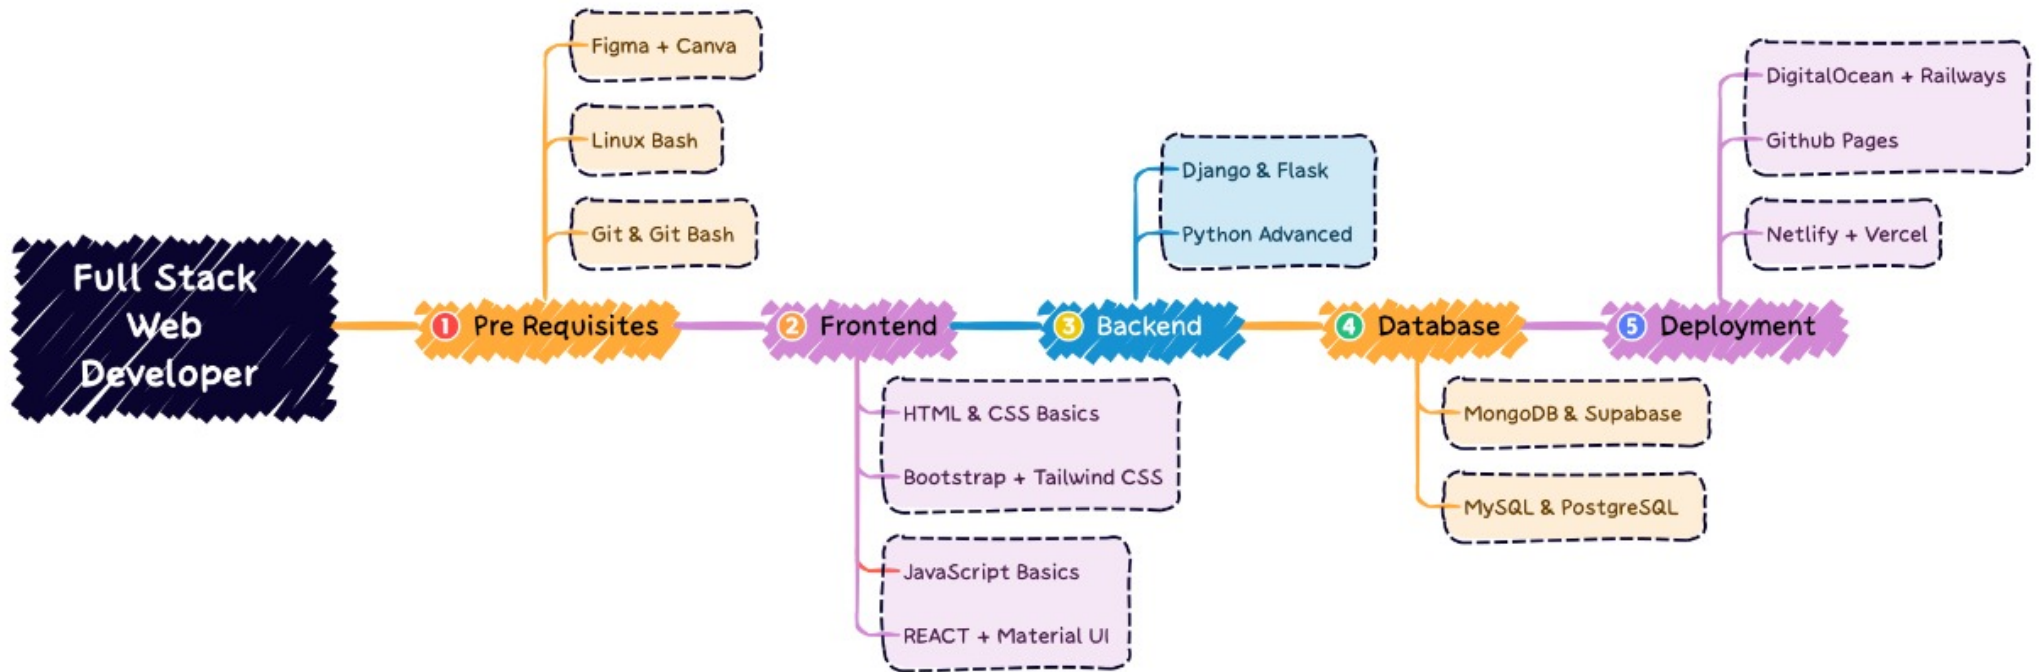 Full Stack
Web
Developer
1 Pre Requisites
Figma + Canva
Linux Bash
Git & Git Bash
2 Frontend
HTML & CSS Basics
Bootstrap + Tailwind CSS
JavaScript Basics
REACT + Material UI
3 Backend
Django & Flask
Python Advanced
4 Database
MongoDB & Supabase
MySQL & PostgreSQL
5 Deployment
DigitalOcean + Railways
Github Pages
Netlify + Vercel